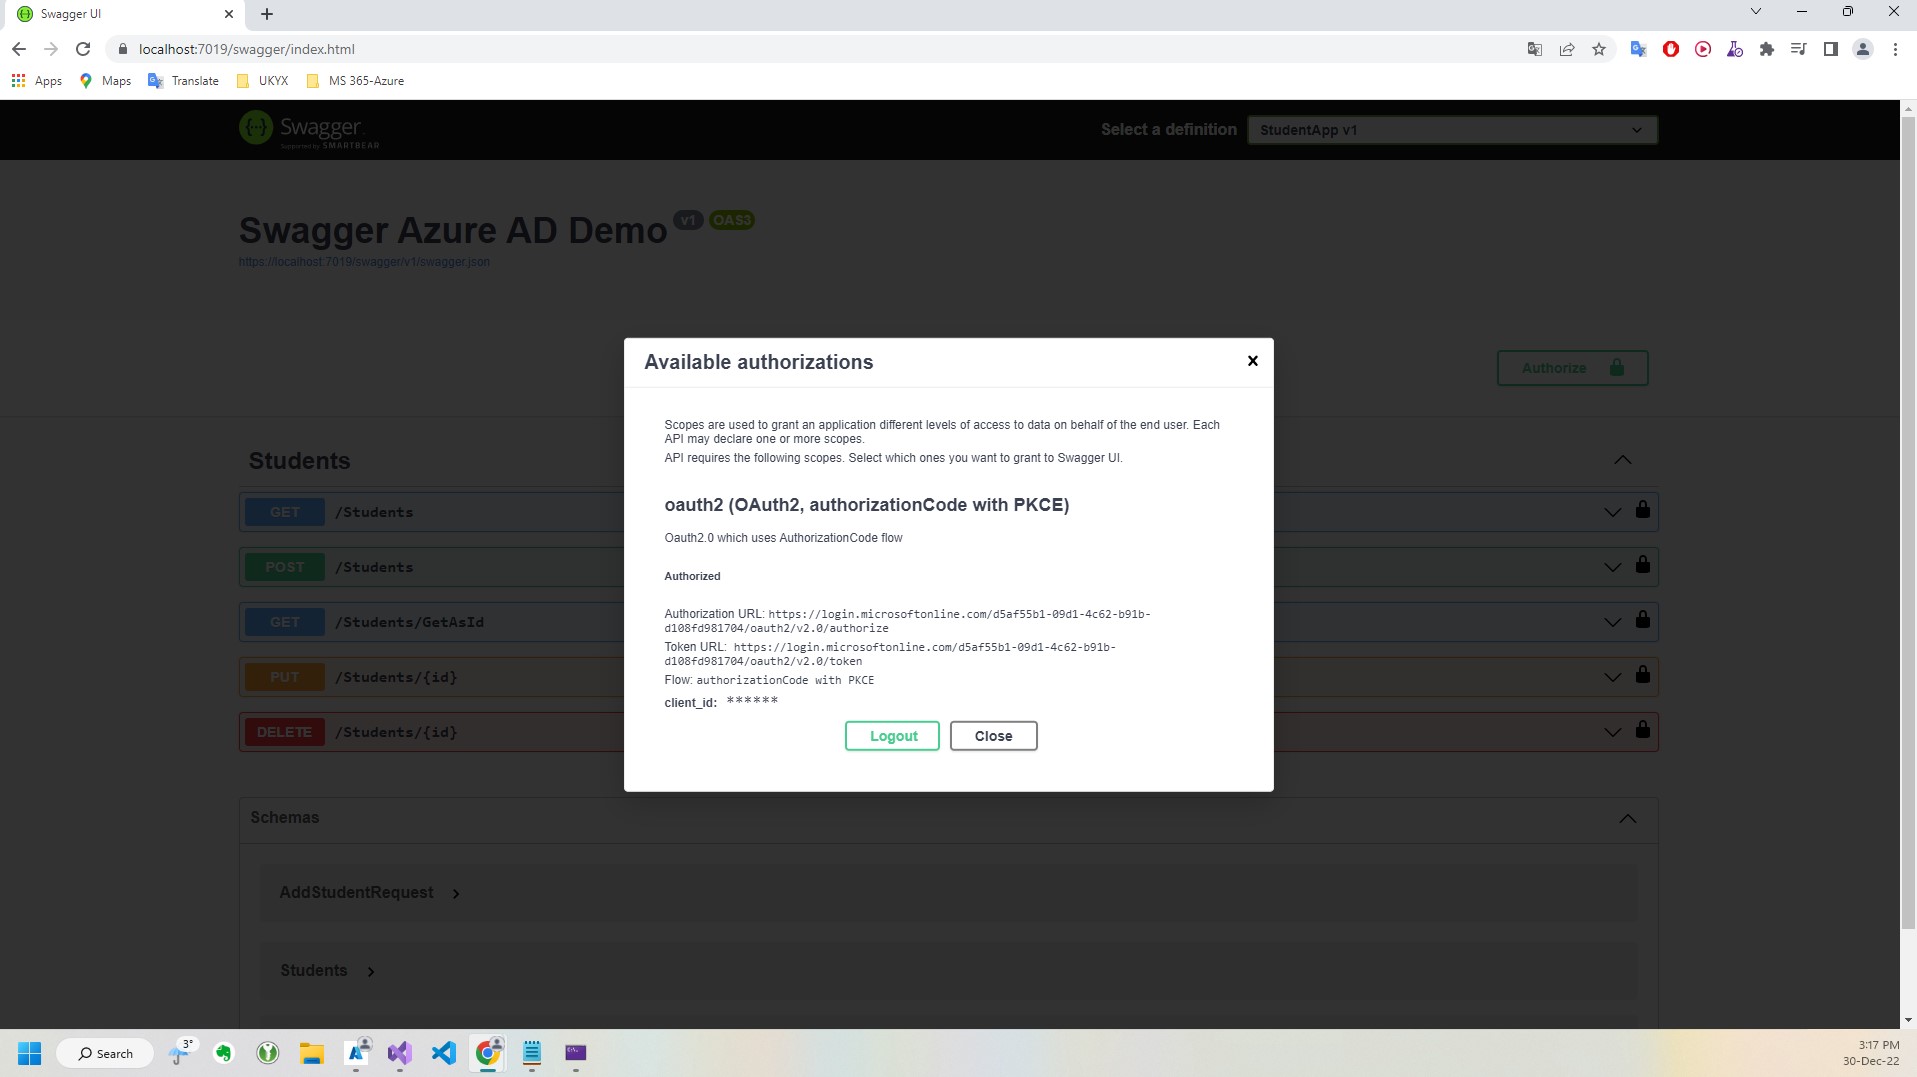 Swagger UI
localhost:7019/swagger/index.html
Apps Maps Translate UKYX MS 365-Azure
Swagger.
Supported by SMARTBEAR
Select a definition StudentApp v1
Swagger Azure AD Demo v1 OAS3
https://localhost:7019/swagger/v1/swagger.json
Available authorizations
Authorize
Scopes are used to grant an application different levels of access to data on behalf of the end user. Each
API may declare one or more scopes.
API requires the following scopes. Select which ones you want to grant to Swagger UI.
oauth2 (OAuth2, authorizationCode with PKCE)
Oauth2.0 which uses AuthorizationCode flow
Authorized
Authorization URL: https://login.microsoftonline.com/d5af55b1-09d1-4c62-b91b-
d108fd981704/oauth2/v2.0/authorize
Token URL: https://login.microsoftonline.com/d5af55b1-09d1-4c62-b91b-
d108fd981704/oauth2/v2.0/token
Flow: authorizationCode with PKCE
client_id: ******
Logout Close
Students
GET /Students
POST /Students
GET /Students/GetAsId
PUT /Students/{id}
DELETE /Students/{id}
Schemas
AddStudentRequest
Students
Search
3°
3:17 PM
30-Dec-22